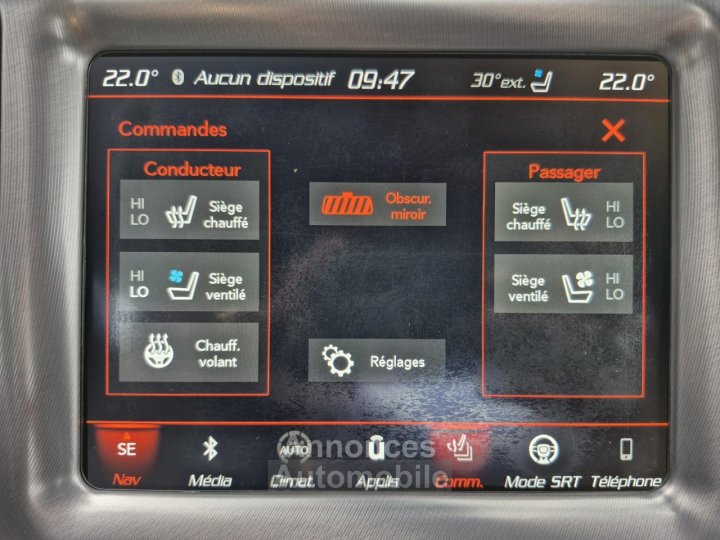 22.0° Aucun dispositif 09:47 30°ext. 22.0°
Commandes
Conducteur
HI
LO
Siège
chauffé
HI
LO
Siège
ventilé
Chauff.
volant
Obscur.
miroir
Réglages
Passager
Siège
chauffé
HI
LO
Siège
ventilé
HI
LO
SE
Nav
Média
AUTO
Climat.
u
Applis
Comm.
Mode SRT
Téléphone
Annonces
Automobile